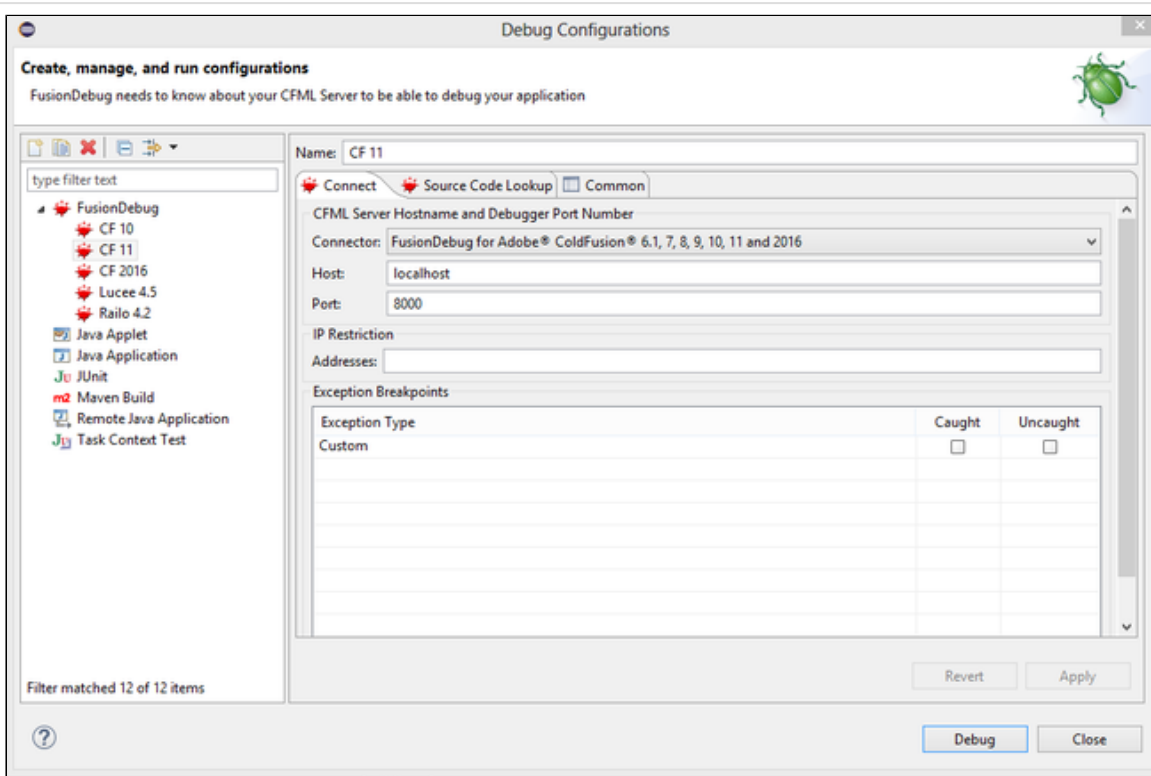 Debug Configurations
Create, manage, and run configurations
FusionDebug needs to know about your CFML Server to be able to debug your application
type filter text
FusionDebug
CF 10
CF 11
CF 2016
Lucee 4.5
Railo 4.2
Java Applet
Java Application
JUnit
Maven Build
Remote Java Application
Task Context Test
Filter matched 12 of 12 items
Name: CF 11
Connect Source Code Lookup Common
CFML Server Hostname and Debugger Port Number
Connector: FusionDebug for Adobe® ColdFusion® 6.1, 7, 8, 9, 10, 11 and 2016
Host: localhost
Port: 8000
IP Restriction
Addresses:
Exception Breakpoints
Exception Type Caught Uncaught
Custom
Revert Apply
Debug Close